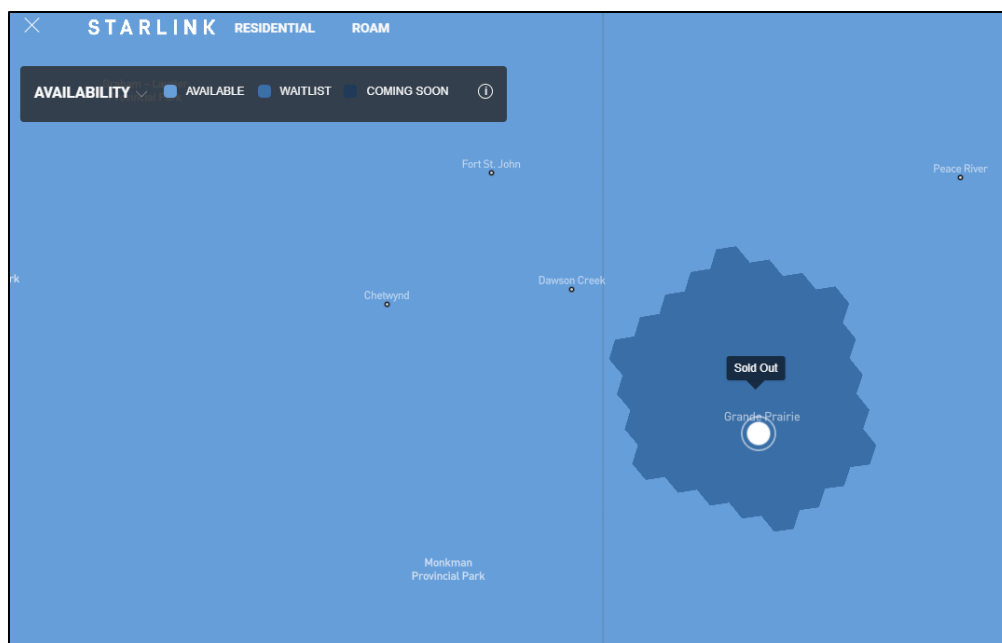 STARLINK RESIDENTIAL ROAM
AVAILABILITY AVAILABLE WAITLIST COMING SOON
Fort St. John
Peace River
rk
Dawson Creek
Chetwynd
Sold Out
Grande Prairie
Monkman
Provincial Park